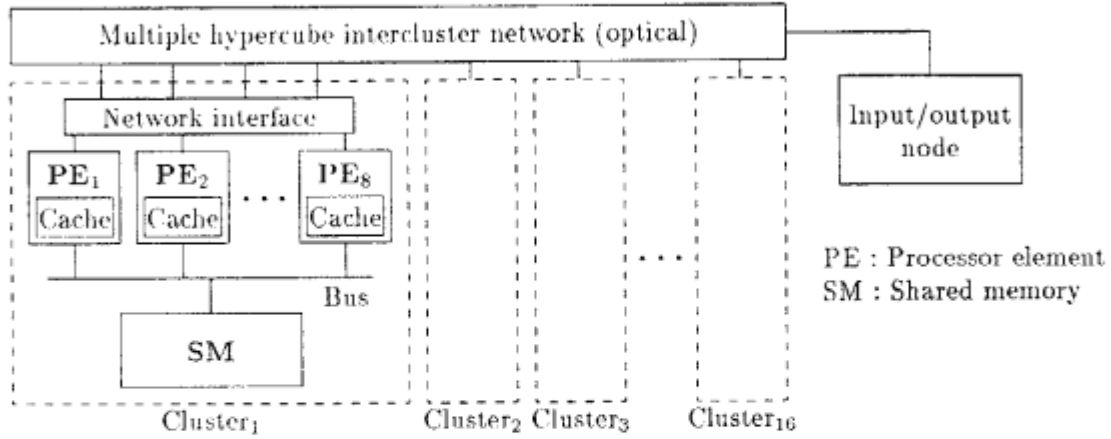 Multiple hypercube intercluster network (optical)
Network interface
Input/output
node
PE₁ PE₂ • • • PE₈
Cache Cache Cache
• • •
PE : Processor element
SM : Shared memory
Bus
SM
Cluster₁ Cluster₂ Cluster₃ Cluster₁₆